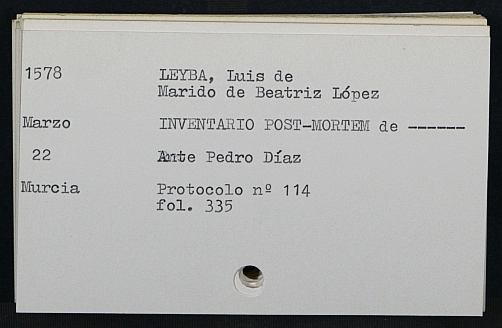 1578 LEYBA, Luis de
Marido de Beatriz López
Marzo INVENTARIO POST-MORTEM de ------
22 Ante Pedro Díaz
Murcia Protocolo nº 114
fol. 335